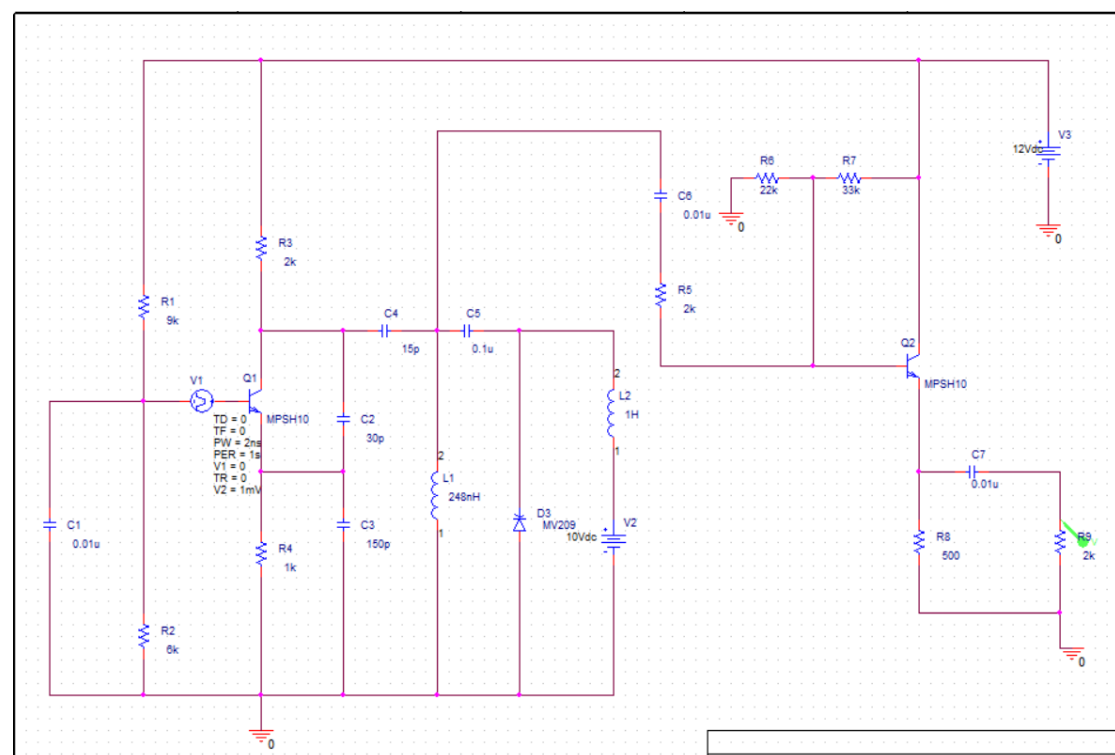 V3
12Vdc
0
R6
22k
R7
33k
0
C6
0.01u
R3
2k
R5
2k
R1
9k
C4
15p
C5
0.1u
Q2
MPSH10
V1
Q1
MPSH10
TD = 0
TF = 0
PW = 2ns
PER = 1s
V1 = 0
TR = 0
V2 = 1mV
C2
30p
2
L2
1H
1
2
L1
248nH
1
C7
0.01u
C1
0.01u
C3
150p
R4
1k
D3
MV209
10Vdc
V2
R8
500
R9
2k
V
R2
6k
0
0